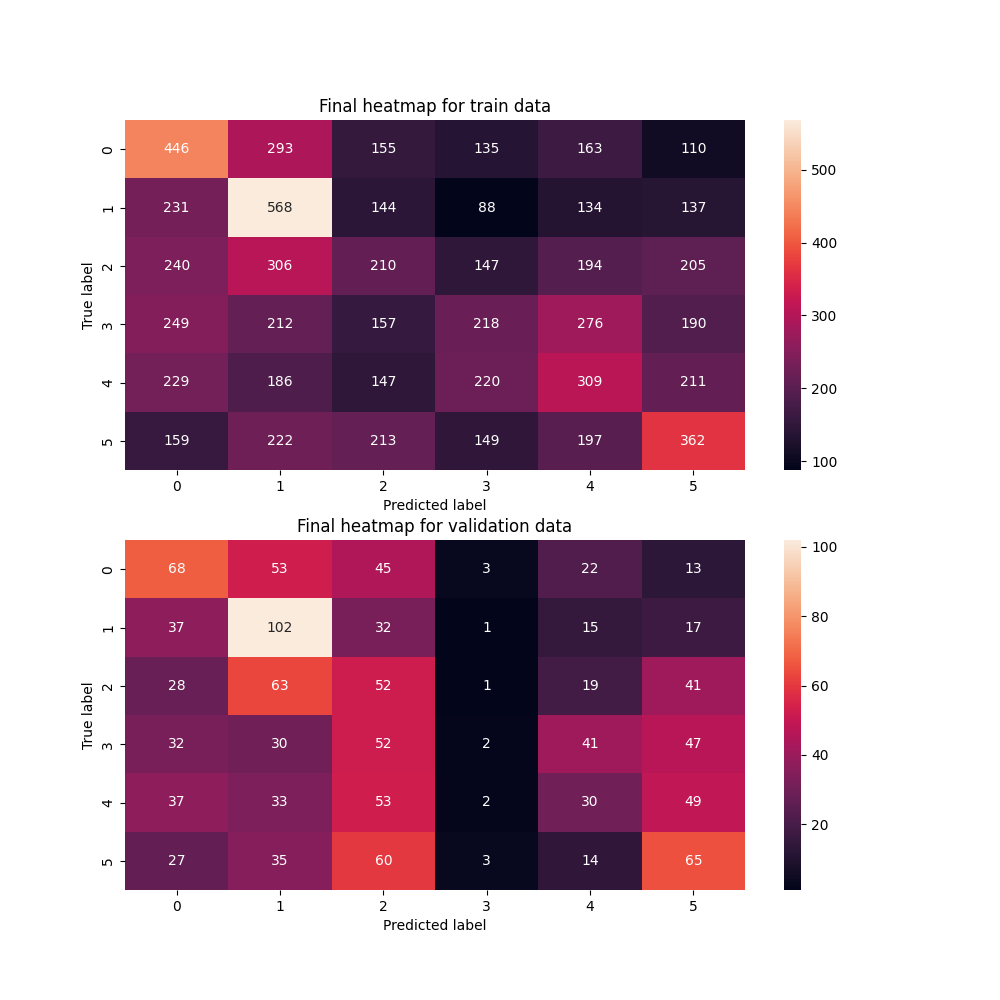 Final heatmap for train data
0 446 293 155 135 163 110
1 231 568 144 88 134 137
2 240 306 210 147 194 205
3 249 212 157 218 276 190
4 229 186 147 220 309 211
5 159 222 213 149 197 362
0 1 2 3 4 5
True label
Predicted label
500
400
300
200
100
Final heatmap for validation data
0 68 53 45 3 22 13
1 37 102 32 1 15 17
2 28 63 52 1 19 41
3 32 30 52 2 41 47
4 37 33 53 2 30 49
5 27 35 60 3 14 65
0 1 2 3 4 5
True label
Predicted label
100
80
60
40
20